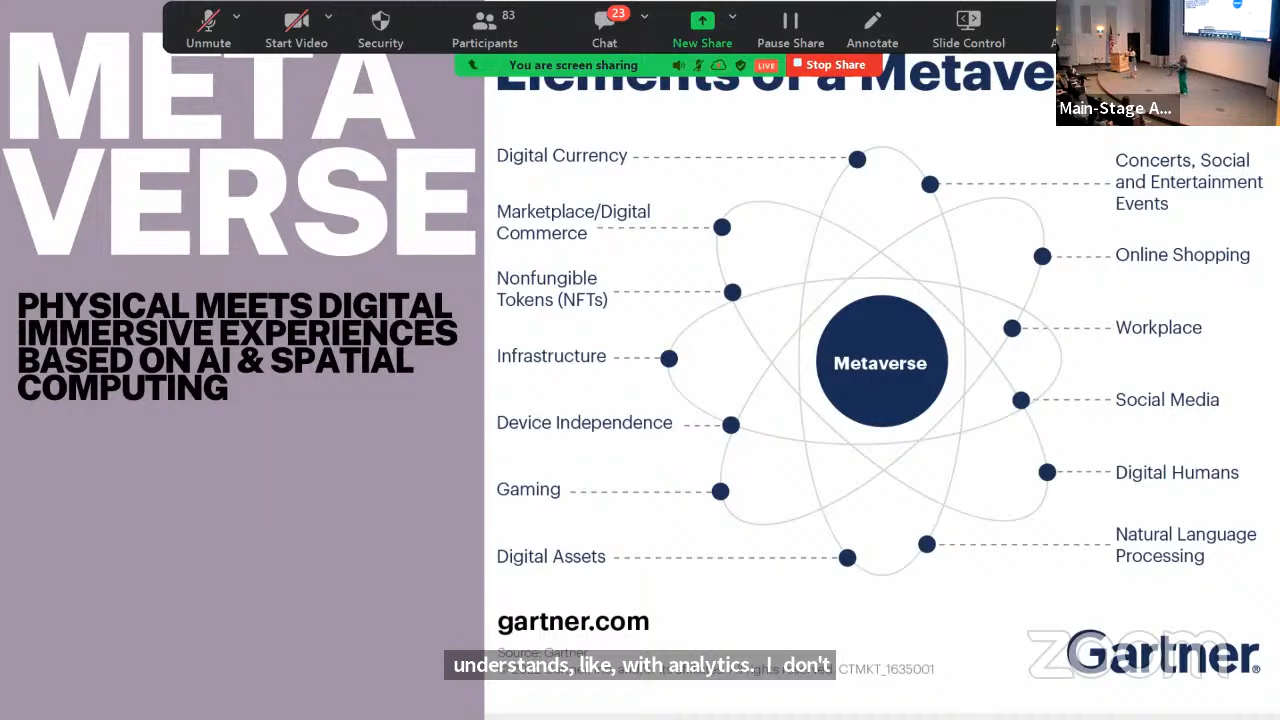 Unmute
Start Video
Security
83
Participants
23
Chat
New Share
Pause Share
Annotate
Slide Control
You are screen sharing
LIVE
Stop Share
Main-Stage A...
META
VERSE
PHYSICAL MEETS DIGITAL
IMMERSIVE EXPERIENCES
BASED ON AI & SPATIAL
COMPUTING
Elements of a Metave
Digital Currency
Marketplace/Digital
Commerce
Nonfungible
Tokens (NFTs)
Infrastructure
Device Independence
Gaming
Digital Assets
Metaverse
Concerts, Social
and Entertainment
Events
Online Shopping
Workplace
Social Media
Digital Humans
Natural Language
Processing
gartner.com
Source: Gartner
understands, like, with analytics. I don't
CTMKT_1635001
zoom
Gartner